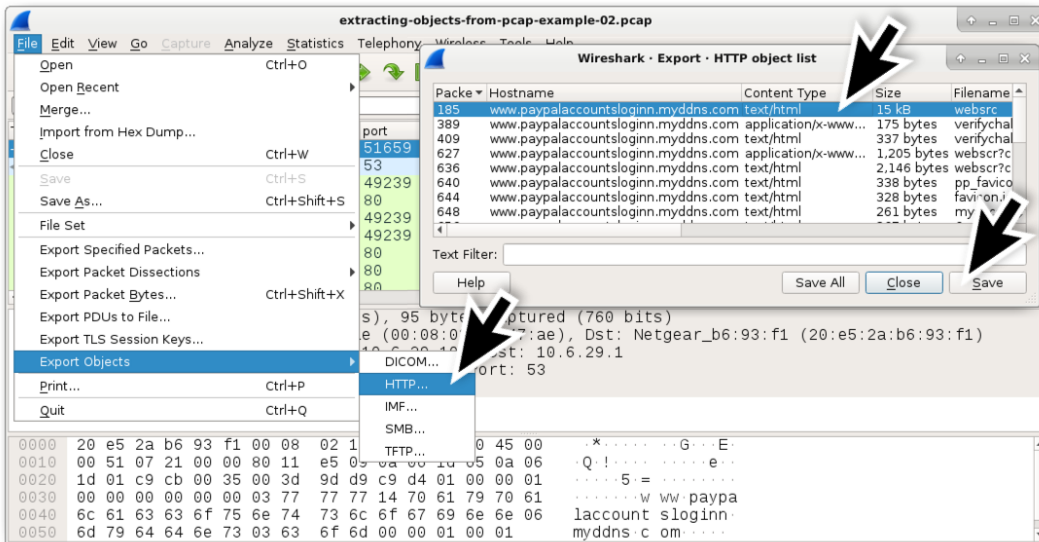 extracting-objects-from-pcap-example-02.pcap
File Edit View Go Capture Analyze Statistics Telephony Wireless Tools Help
Open Ctrl+O
Open Recent
Merge...
Import from Hex Dump...
Close Ctrl+W
Save Ctrl+S
Save As... Ctrl+Shift+S
File Set
Export Specified Packets...
Export Packet Dissections
Export Packet Bytes... Ctrl+Shift+X
Export PDUs to File...
Export TLS Session Keys...
Export Objects
Print... Ctrl+P
Quit Ctrl+Q
DICOM...
HTTP...
IMF...
SMB...
TFTP...
port
51659
53
49239
80
49239
49239
80
80
80
Wireshark · Export · HTTP object list
Packe Hostname Content Type Size Filename
185 www.paypalaccountsloginn.myddns.com text/html 15 kB websrc
389 www.paypalaccountsloginn.myddns.com application/x-www... 175 bytes verifychal
409 www.paypalaccountsloginn.myddns.com text/html 337 bytes verifychal
627 www.paypalaccountsloginn.myddns.com application/x-www... 1,205 bytes webscr?c
636 www.paypalaccountsloginn.myddns.com text/html 2,146 bytes webscr?c
640 www.paypalaccountsloginn.myddns.com text/html 338 bytes pp_favico
644 www.paypalaccountsloginn.myddns.com text/html 328 bytes favicon.i
648 www.paypalaccountsloginn.myddns.com text/html 261 bytes
Text Filter:
Help Save All Close Save
s), 95 bytes captured (760 bits)
e (00:08:0 :ae), Dst: Netgear_b6:93:f1 (20:e5:2a:b6:93:f1)
Dst: 10.6.29.1
Port: 53
0000 20 e5 2a b6 93 f1 00 08 02 45 00 ·*····· ··G···E·
0010 00 51 07 21 00 00 80 11 e5 0a 06 ·Q·!···· ·····e··
0020 1d 01 c9 cb 00 35 00 3d 9d d9 c9 d4 01 00 00 01 ·····5·= ········
0030 00 00 00 00 00 00 03 77 77 77 14 70 61 79 70 61 ·······w ww·paypa
0040 6c 61 63 63 6f 75 6e 74 73 6c 6f 67 69 6e 6e 06 laccount sloginn·
0050 6d 79 64 64 6e 73 03 63 6f 6d 00 00 01 00 01 myddns·c om·····